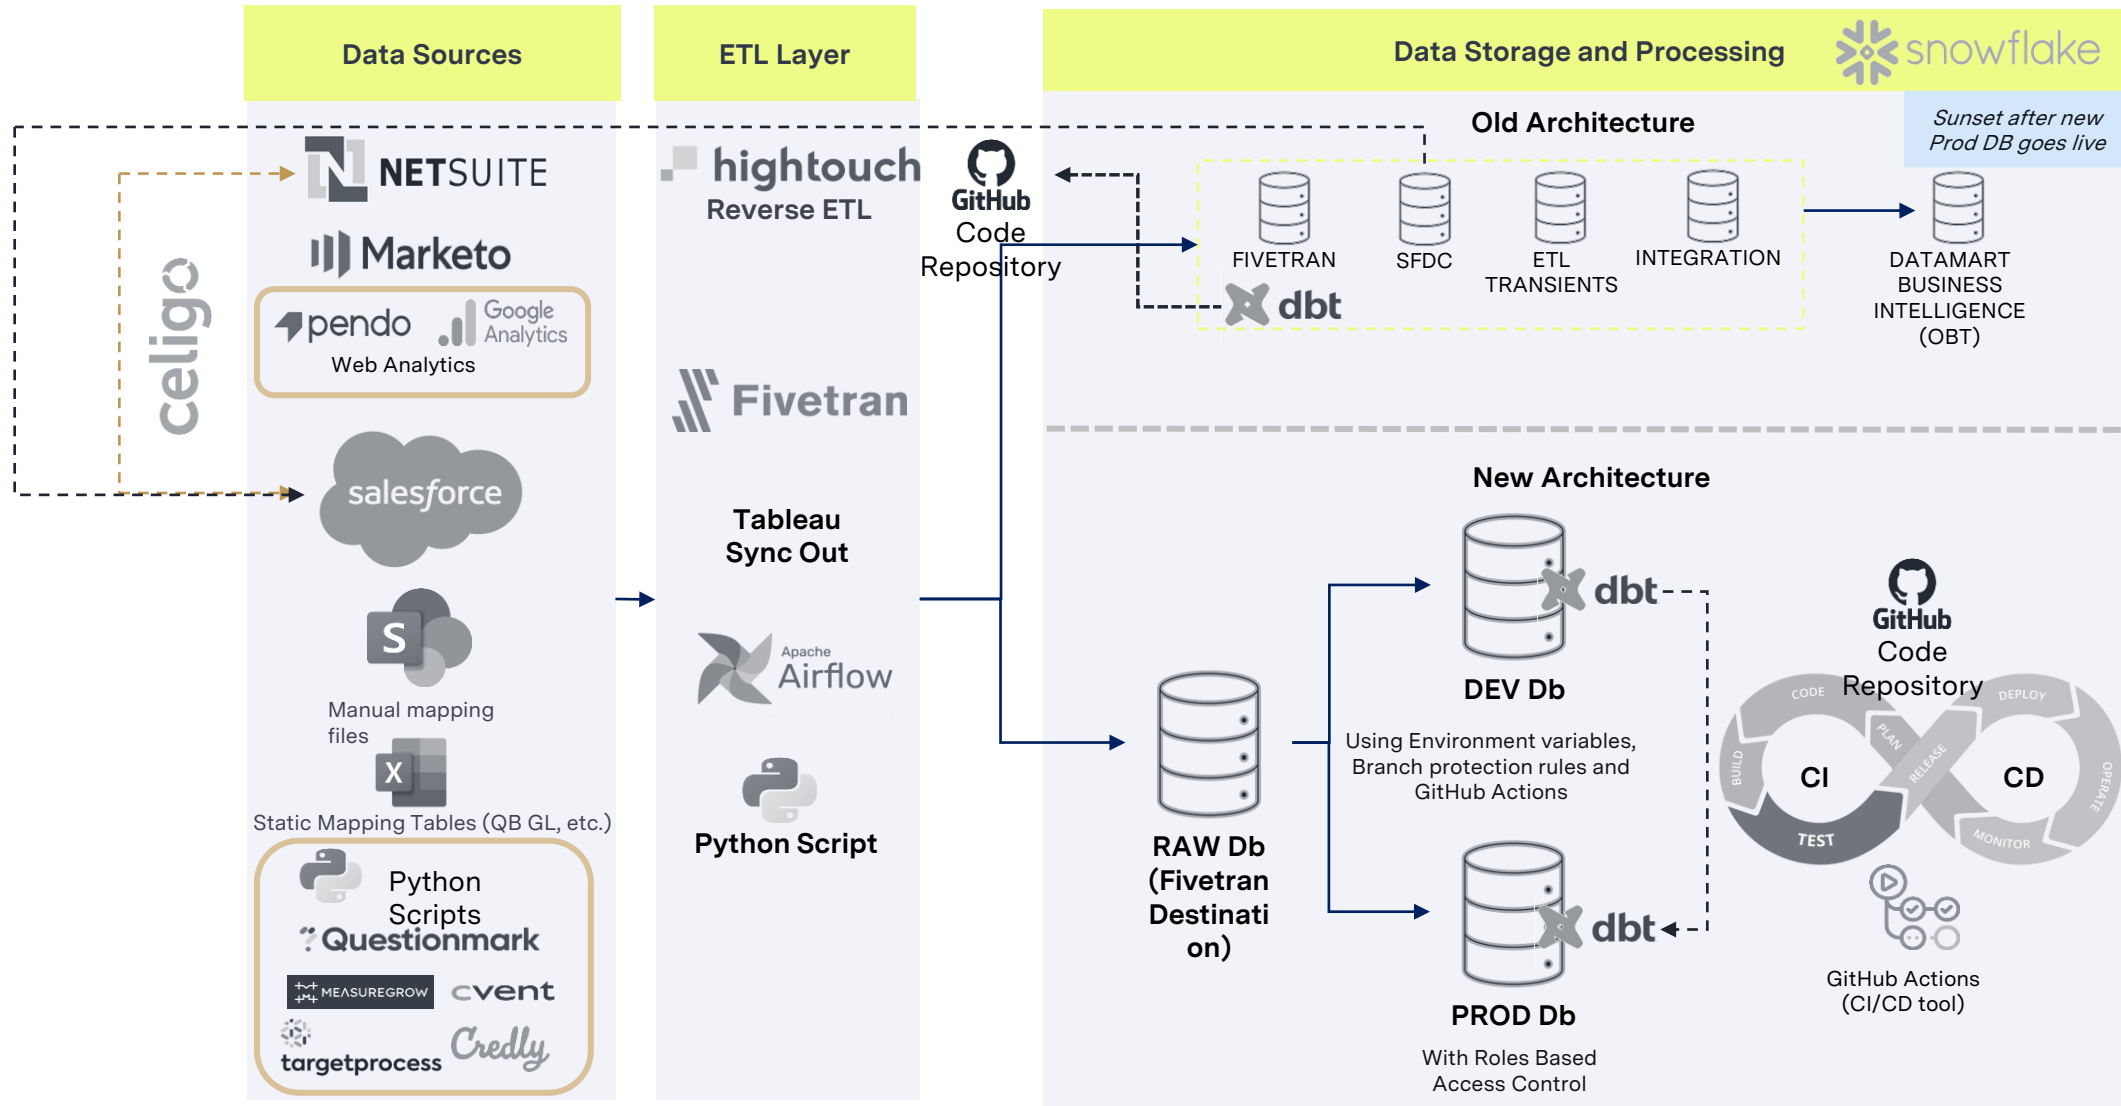 Data Sources
ETL Layer
Data Storage and Processing
snowflake
Old Architecture
Sunset after new
Prod DB goes live
NETSUITE
Marketo
pendo
Google
Analytics
Web Analytics
celigo
salesforce
S
Manual mapping
files
X
Static Mapping Tables (QB GL, etc.)
Python
Scripts
Questionmark
MEASUREGROW
cvent
targetprocess
Credly
hightouch
Reverse ETL
Fivetran
Tableau
Sync Out
Apache
Airflow
Python Script
GitHub
Code
Repository
FIVETRAN
SFDC
ETL
TRANSIENTS
INTEGRATION
dbt
DATAMART
BUSINESS
INTELLIGENCE
(OBT)
New Architecture
RAW Db
(Fivetran
Destinati
on)
dbt
DEV Db
Using Environment variables,
Branch protection rules and
GitHub Actions
dbt
PROD Db
With Roles Based
Access Control
GitHub
Code
Repository
CODE
BUILD
PLAN
TEST
CI
RELEASE
DEPLOY
OPERATE
MONITOR
CD
GitHub Actions
(CI/CD tool)